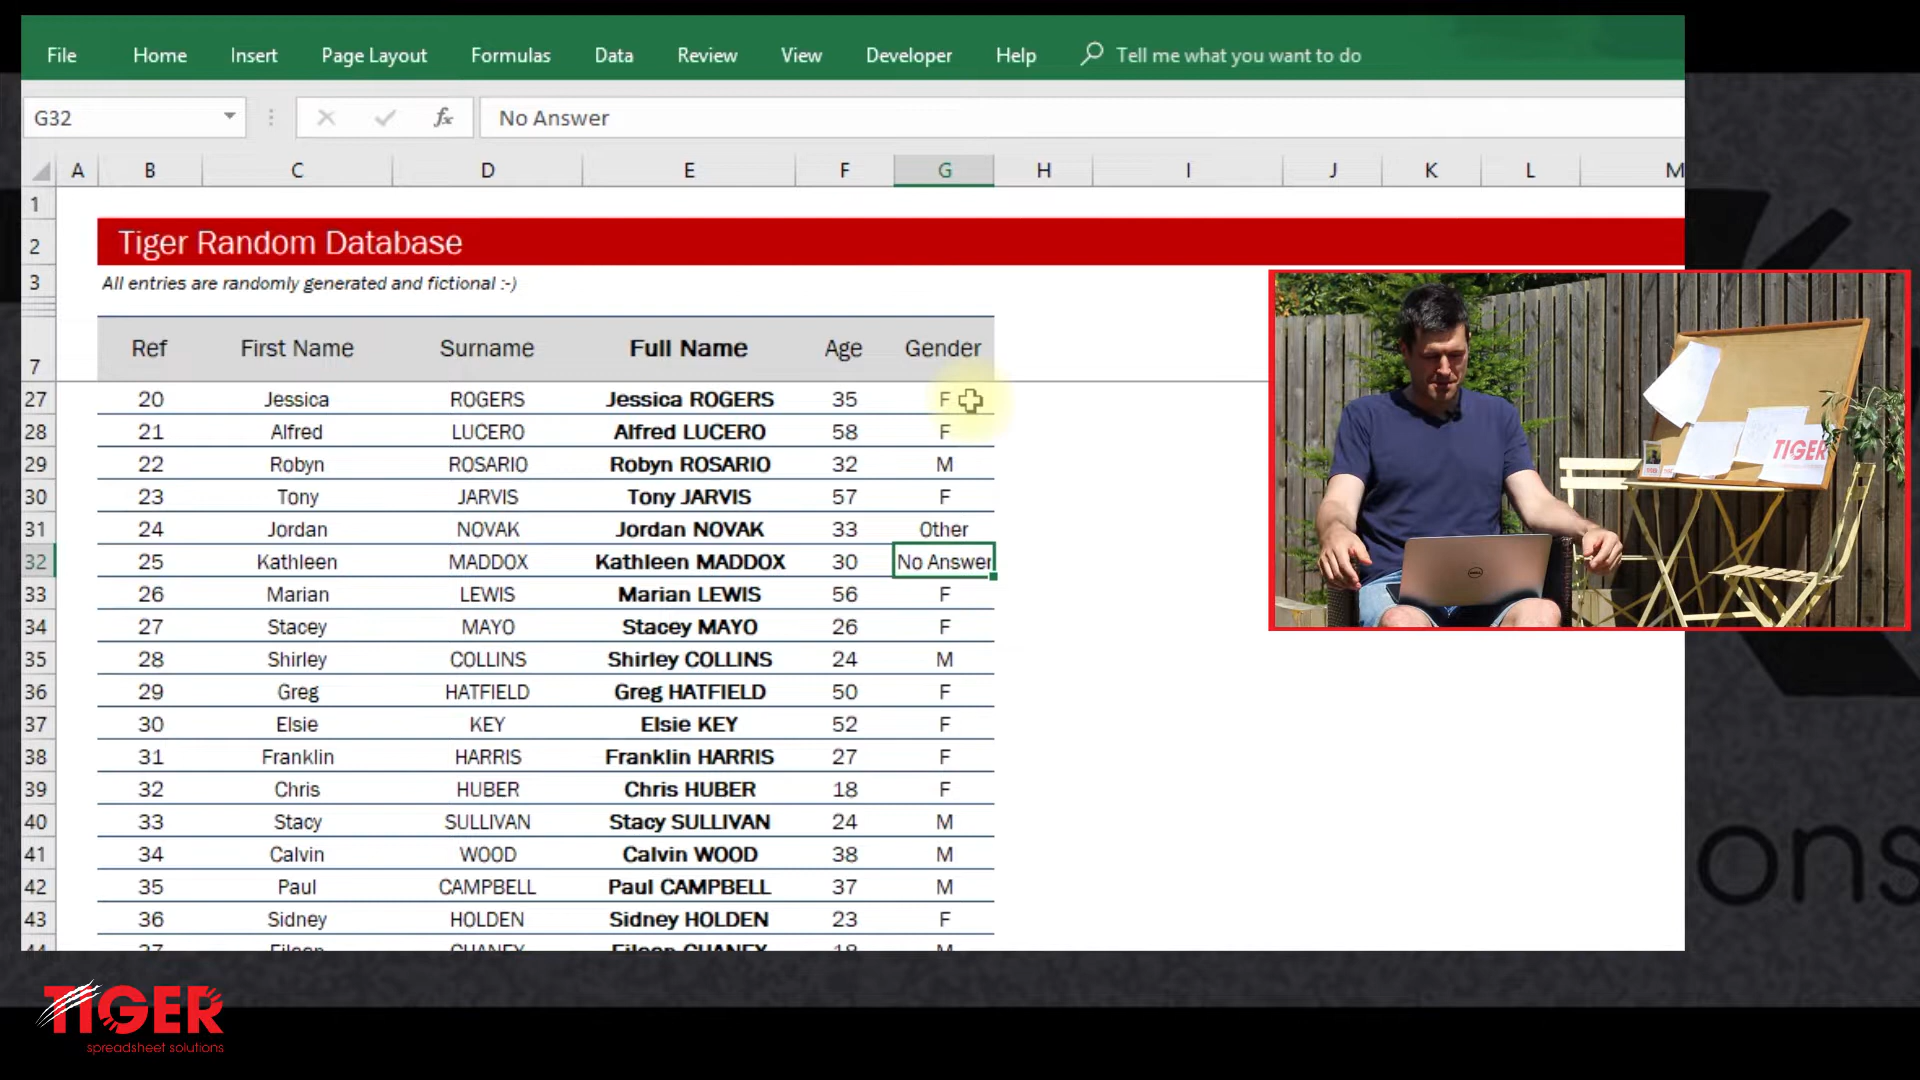 File Home Insert Page Layout Formulas Data Review View Developer Help Tell me what you want to do
G32 fx No Answer
A B C D E F G H I J K L M
1
2 Tiger Random Database
3 All entries are randomly generated and fictional :-)
7 Ref First Name Surname Full Name Age Gender
27 20 Jessica ROGERS Jessica ROGERS 35 F
28 21 Alfred LUCERO Alfred LUCERO 58 F
29 22 Robyn ROSARIO Robyn ROSARIO 32 M
30 23 Tony JARVIS Tony JARVIS 57 F
31 24 Jordan NOVAK Jordan NOVAK 33 Other
32 25 Kathleen MADDOX Kathleen MADDOX 30 No Answer
33 26 Marian LEWIS Marian LEWIS 56 F
34 27 Stacey MAYO Stacey MAYO 26 F
35 28 Shirley COLLINS Shirley COLLINS 24 M
36 29 Greg HATFIELD Greg HATFIELD 50 F
37 30 Elsie KEY Elsie KEY 52 F
38 31 Franklin HARRIS Franklin HARRIS 27 F
39 32 Chris HUBER Chris HUBER 18 F
40 33 Stacy SULLIVAN Stacy SULLIVAN 24 M
41 34 Calvin WOOD Calvin WOOD 38 M
42 35 Paul CAMPBELL Paul CAMPBELL 37 M
43 36 Sidney HOLDEN Sidney HOLDEN 23 F
TIGER
DELL
ons
TIGER
spreadsheet solutions